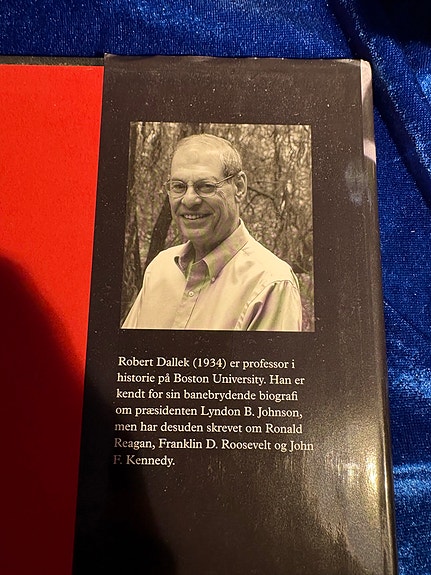 Robert Dallek (1934) er professor i
historie på Boston University. Han er
kendt for sin banebrydende biografi
om præsidenten Lyndon B. Johnson,
men har desuden skrevet om Ronald
Reagan, Franklin D. Roosevelt og John
F. Kennedy.